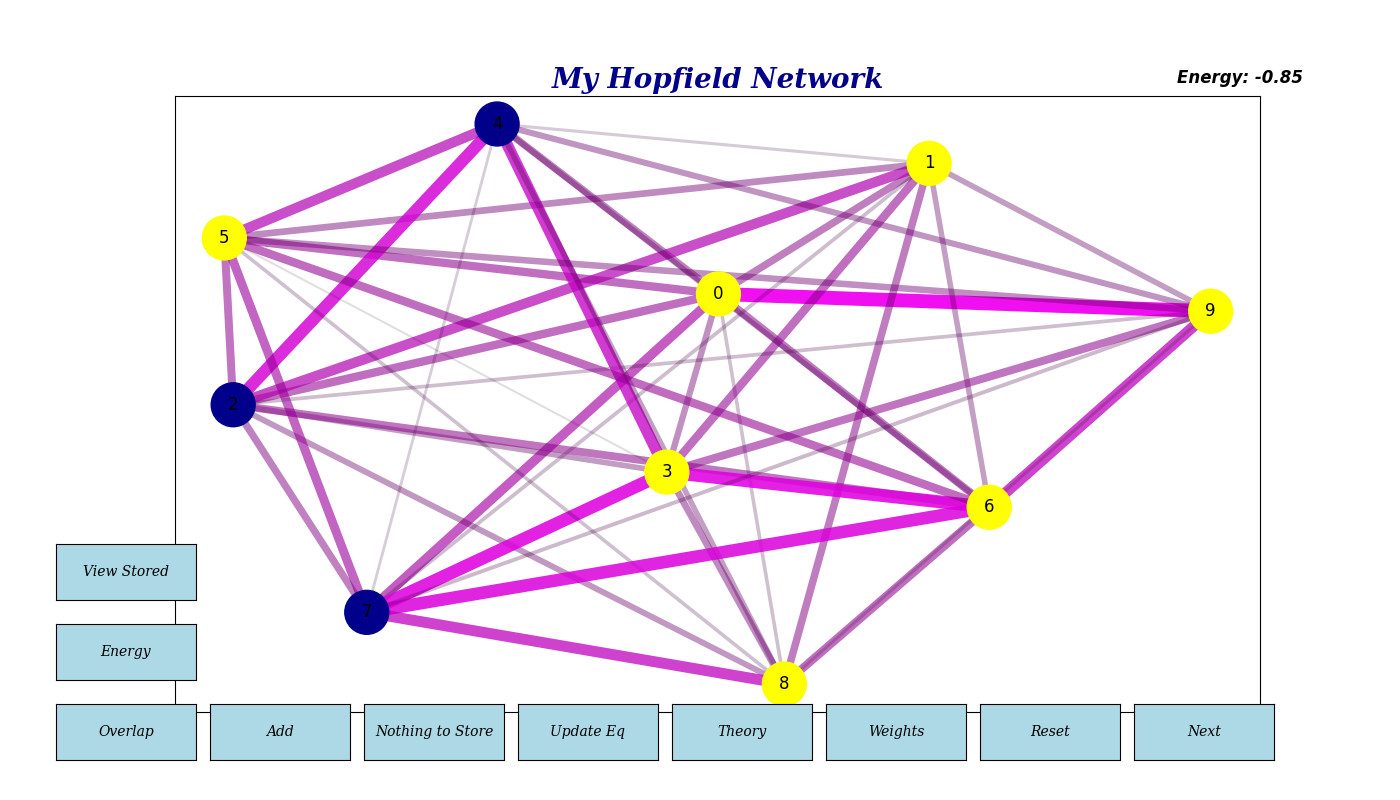 My Hopfield Network
Energy: -0.85
4
1
5
0
9
2
3
6
7
8
View Stored
Energy
Overlap
Add
Nothing to Store
Update Eq
Theory
Weights
Reset
Next